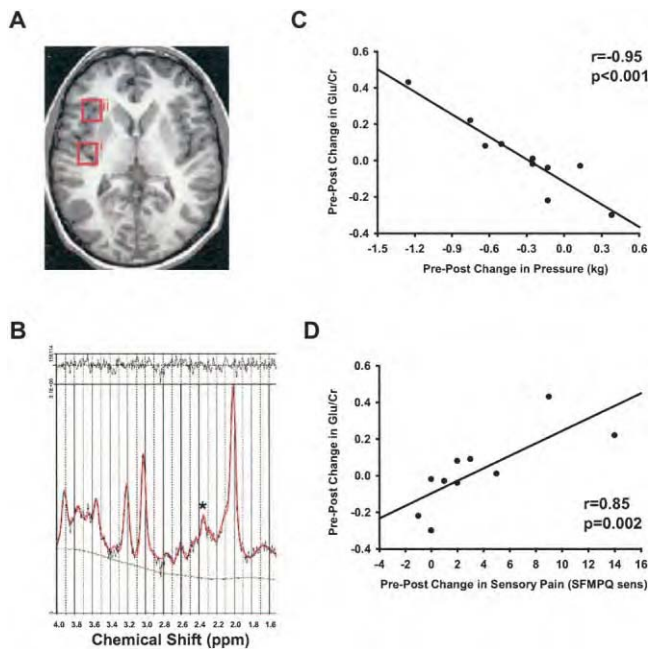 A
ii
i
B
*
4.0 3.8 3.6 3.4 3.2 3.0 2.8 2.6 2.4 2.2 2.0 1.8 1.6
Chemical Shift (ppm)
C
r=-0.95
p<0.001
Pre-Post Change in Glu/Cr
0.6
0.4
0.2
0.0
-0.2
-0.4
-1.5 -1.2 -0.9 -0.6 -0.3 0.0 0.3 0.6
Pre-Post Change in Pressure (kg)
D
Pre-Post Change in Glu/Cr
0.6
0.4
0.2
0.0
-0.2
-0.4
r=0.85
p=0.002
-4 -2 0 2 4 6 8 10 12 14 16
Pre-Post Change in Sensory Pain (SFMPQ sens)